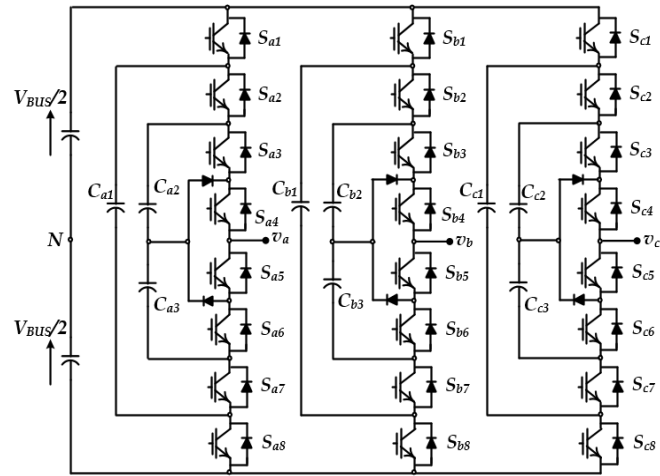 V_BUS/2
N
V_BUS/2
C_a1
C_a2
C_a3
S_a1
S_a2
S_a3
S_a4
v_a
S_a5
S_a6
S_a7
S_a8
C_b1
C_b2
C_b3
S_b1
S_b2
S_b3
S_b4
v_b
S_b5
S_b6
S_b7
S_b8
C_c1
C_c2
C_c3
S_c1
S_c2
S_c3
S_c4
v_c
S_c5
S_c6
S_c7
S_c8